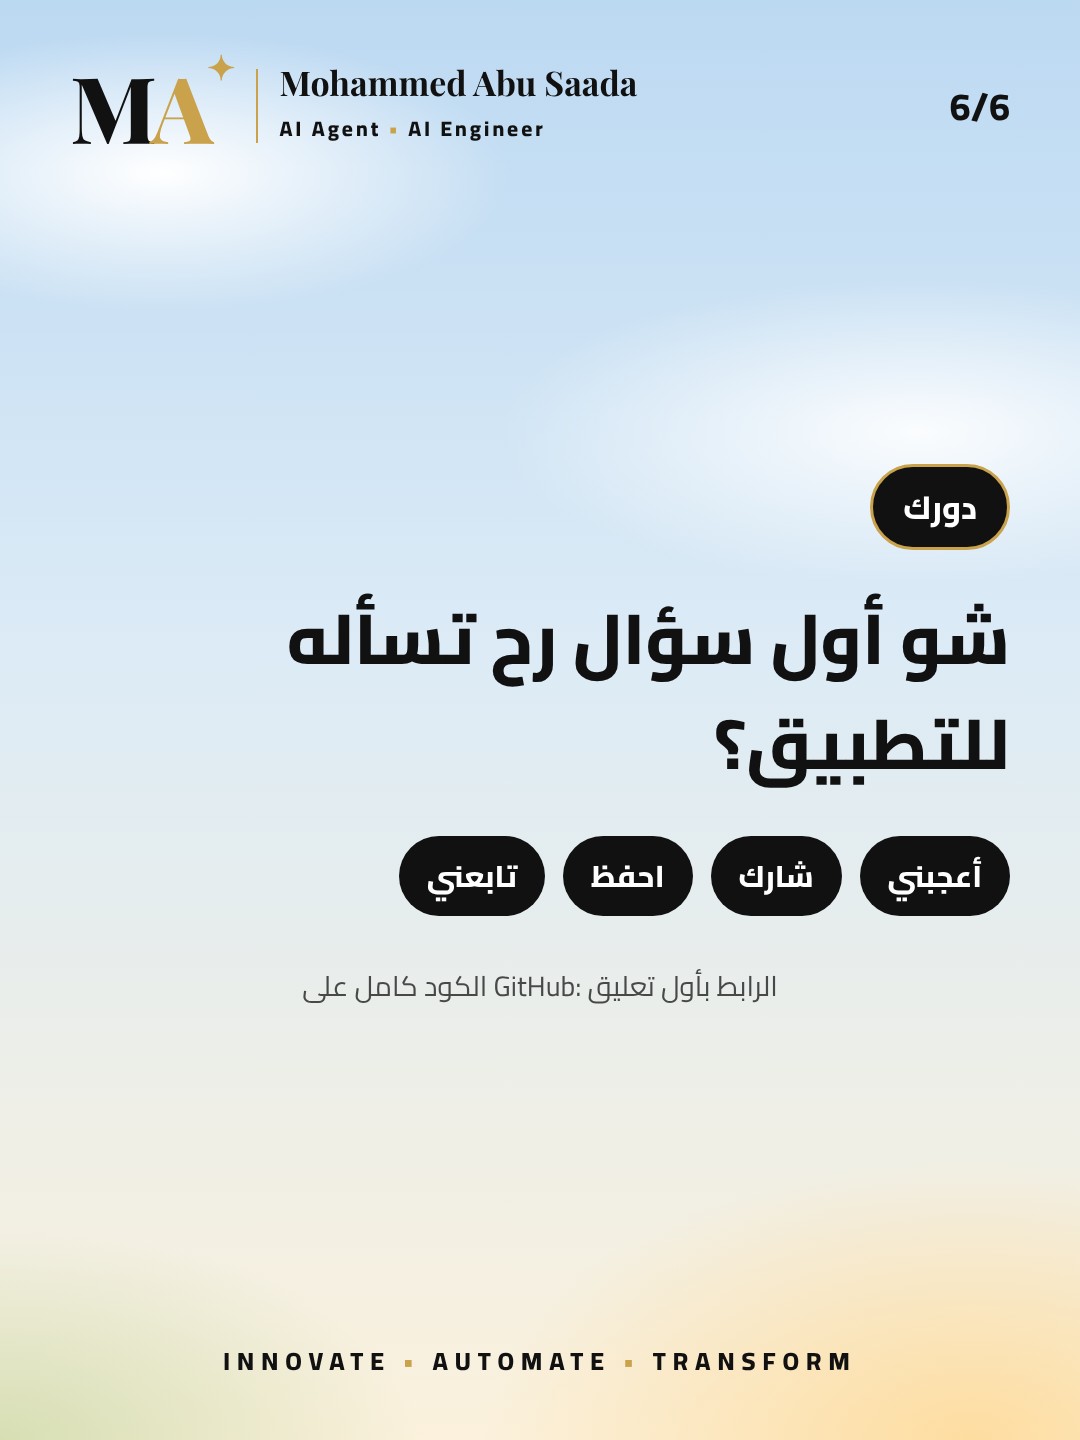 MA
Mohammed Abu Saada
AI Agent ▪ AI Engineer
6/6
دورك
شو أول سؤال رح تسأله
للتطبيق؟
أعجبني
شارك
احفظ
تابعني
الرابط بأول تعليق :GitHub الكود كامل على
INNOVATE ▪ AUTOMATE ▪ TRANSFORM